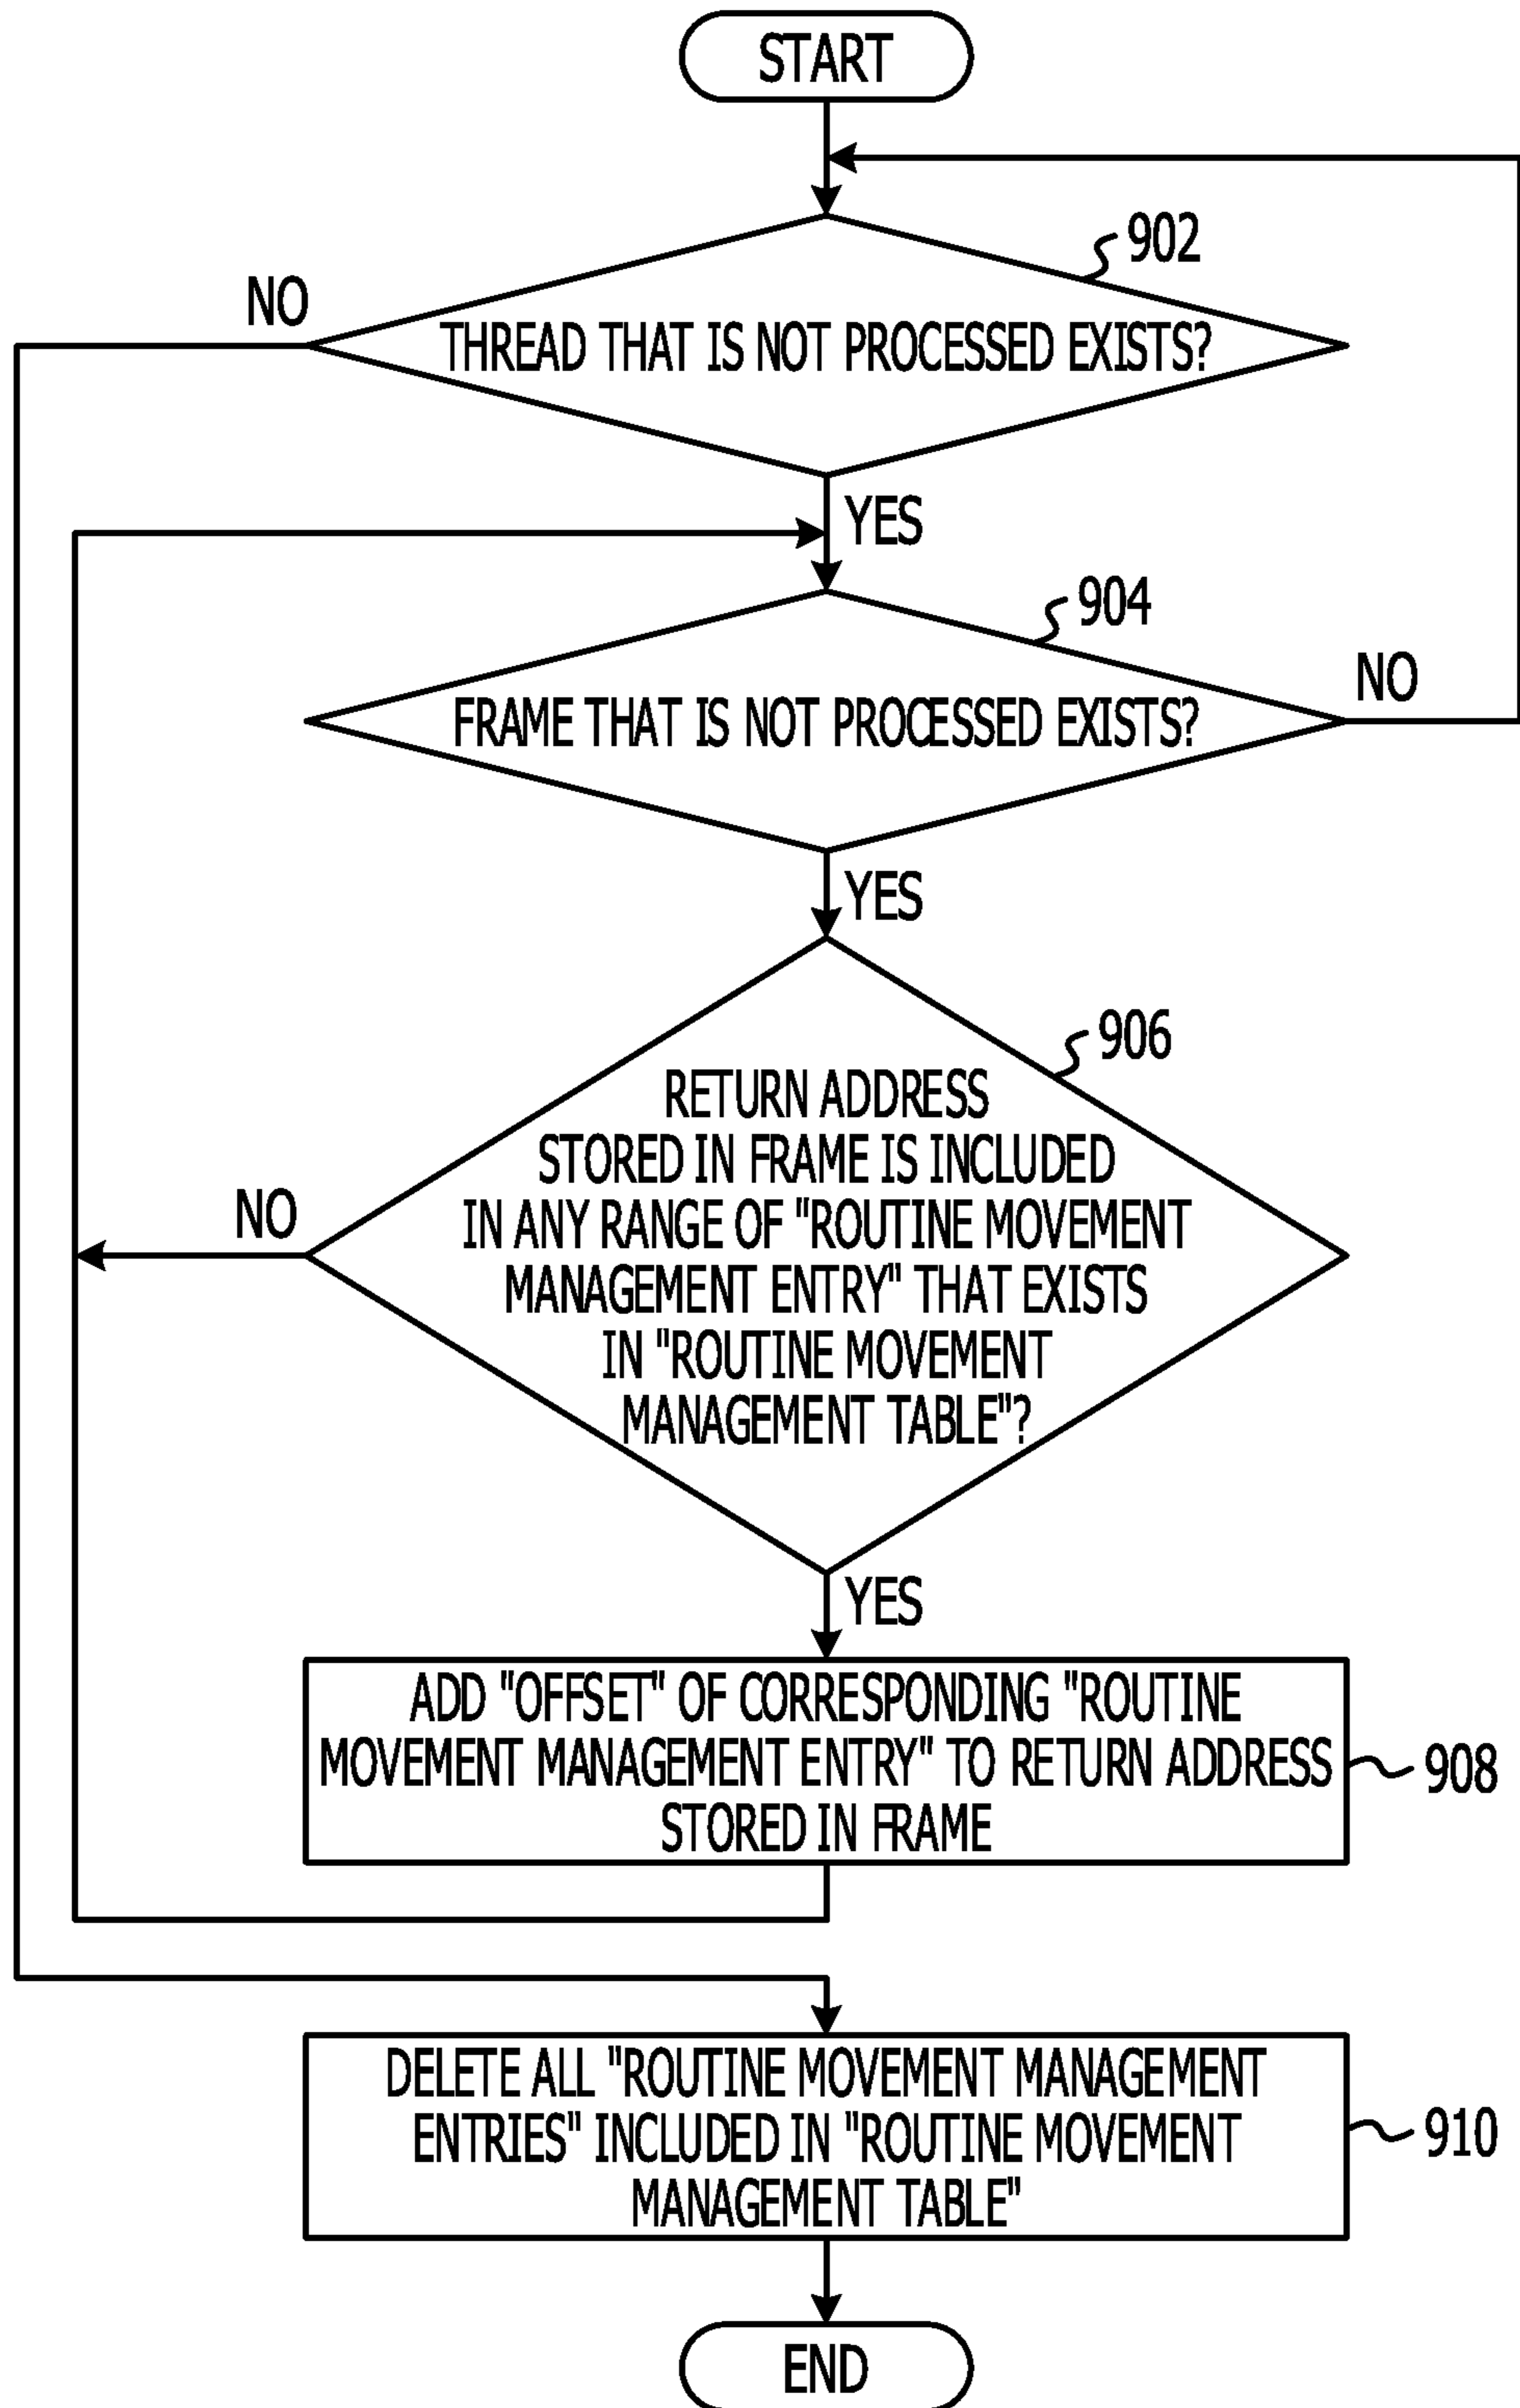 START
902
NO
THREAD THAT IS NOT PROCESSED EXISTS?
YES
904
FRAME THAT IS NOT PROCESSED EXISTS?
NO
YES
906
RETURN ADDRESS
STORED IN FRAME IS INCLUDED
IN ANY RANGE OF "ROUTINE MOVEMENT
MANAGEMENT ENTRY" THAT EXISTS
IN "ROUTINE MOVEMENT
MANAGEMENT TABLE"?
NO
YES
ADD "OFFSET" OF CORRESPONDING "ROUTINE
MOVEMENT MANAGEMENT ENTRY" TO RETURN ADDRESS
STORED IN FRAME
908
DELETE ALL "ROUTINE MOVEMENT MANAGEMENT
ENTRIES" INCLUDED IN "ROUTINE MOVEMENT
MANAGEMENT TABLE"
910
END